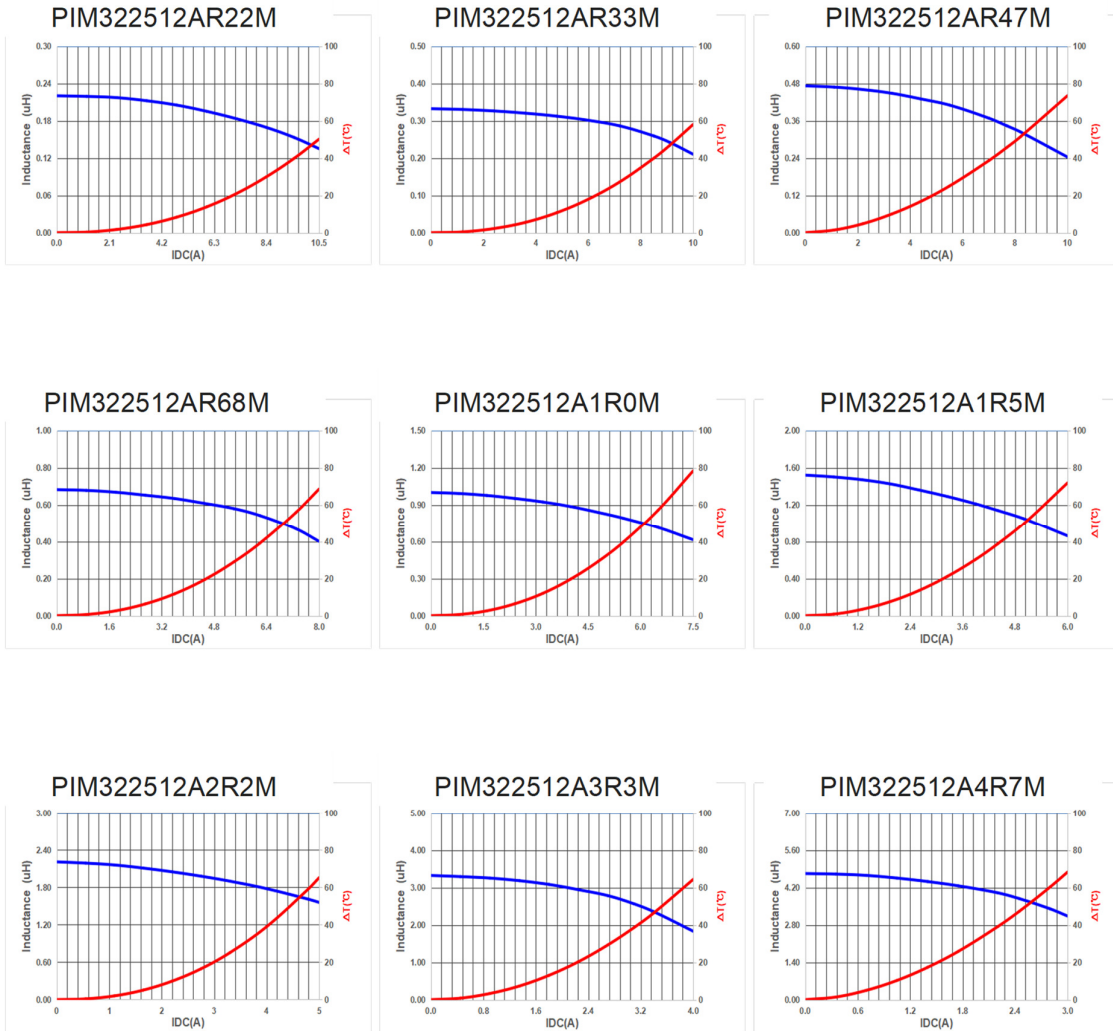 PIM322512AR22M
0.30
0.24
0.18
0.12
0.06
0.00
Inductance (uH)
100
80
60
40
20
0
ΔT(℃)
0.0 2.1 4.2 6.3 8.4 10.5
IDC(A)
PIM322512AR33M
0.50
0.40
0.30
0.20
0.10
0.00
Inductance (uH)
100
80
60
40
20
0
ΔT(℃)
0 2 4 6 8 10
IDC(A)
PIM322512AR47M
0.60
0.48
0.36
0.24
0.12
0.00
Inductance (uH)
100
80
60
40
20
0
ΔT(℃)
0 2 4 6 8 10
IDC(A)
PIM322512AR68M
1.00
0.80
0.60
0.40
0.20
0.00
Inductance (uH)
100
80
60
40
20
0
ΔT(℃)
0.0 1.6 3.2 4.8 6.4 8.0
IDC(A)
PIM322512A1R0M
1.50
1.20
0.90
0.60
0.30
0.00
Inductance (uH)
100
80
60
40
20
0
ΔT(℃)
0.0 1.5 3.0 4.5 6.0 7.5
IDC(A)
PIM322512A1R5M
2.00
1.60
1.20
0.80
0.40
0.00
Inductance (uH)
100
80
60
40
20
0
ΔT(℃)
0.0 1.2 2.4 3.6 4.8 6.0
IDC(A)
PIM322512A2R2M
3.00
2.40
1.80
1.20
0.60
0.00
Inductance (uH)
100
80
60
40
20
0
ΔT(℃)
0 1 2 3 4 5
IDC(A)
PIM322512A3R3M
5.00
4.00
3.00
2.00
1.00
0.00
Inductance (uH)
100
80
60
40
20
0
ΔT(℃)
0.0 0.8 1.6 2.4 3.2 4.0
IDC(A)
PIM322512A4R7M
7.00
5.60
4.20
2.80
1.40
0.00
Inductance (uH)
100
80
60
40
20
0
ΔT(℃)
0.0 0.6 1.2 1.8 2.4 3.0
IDC(A)